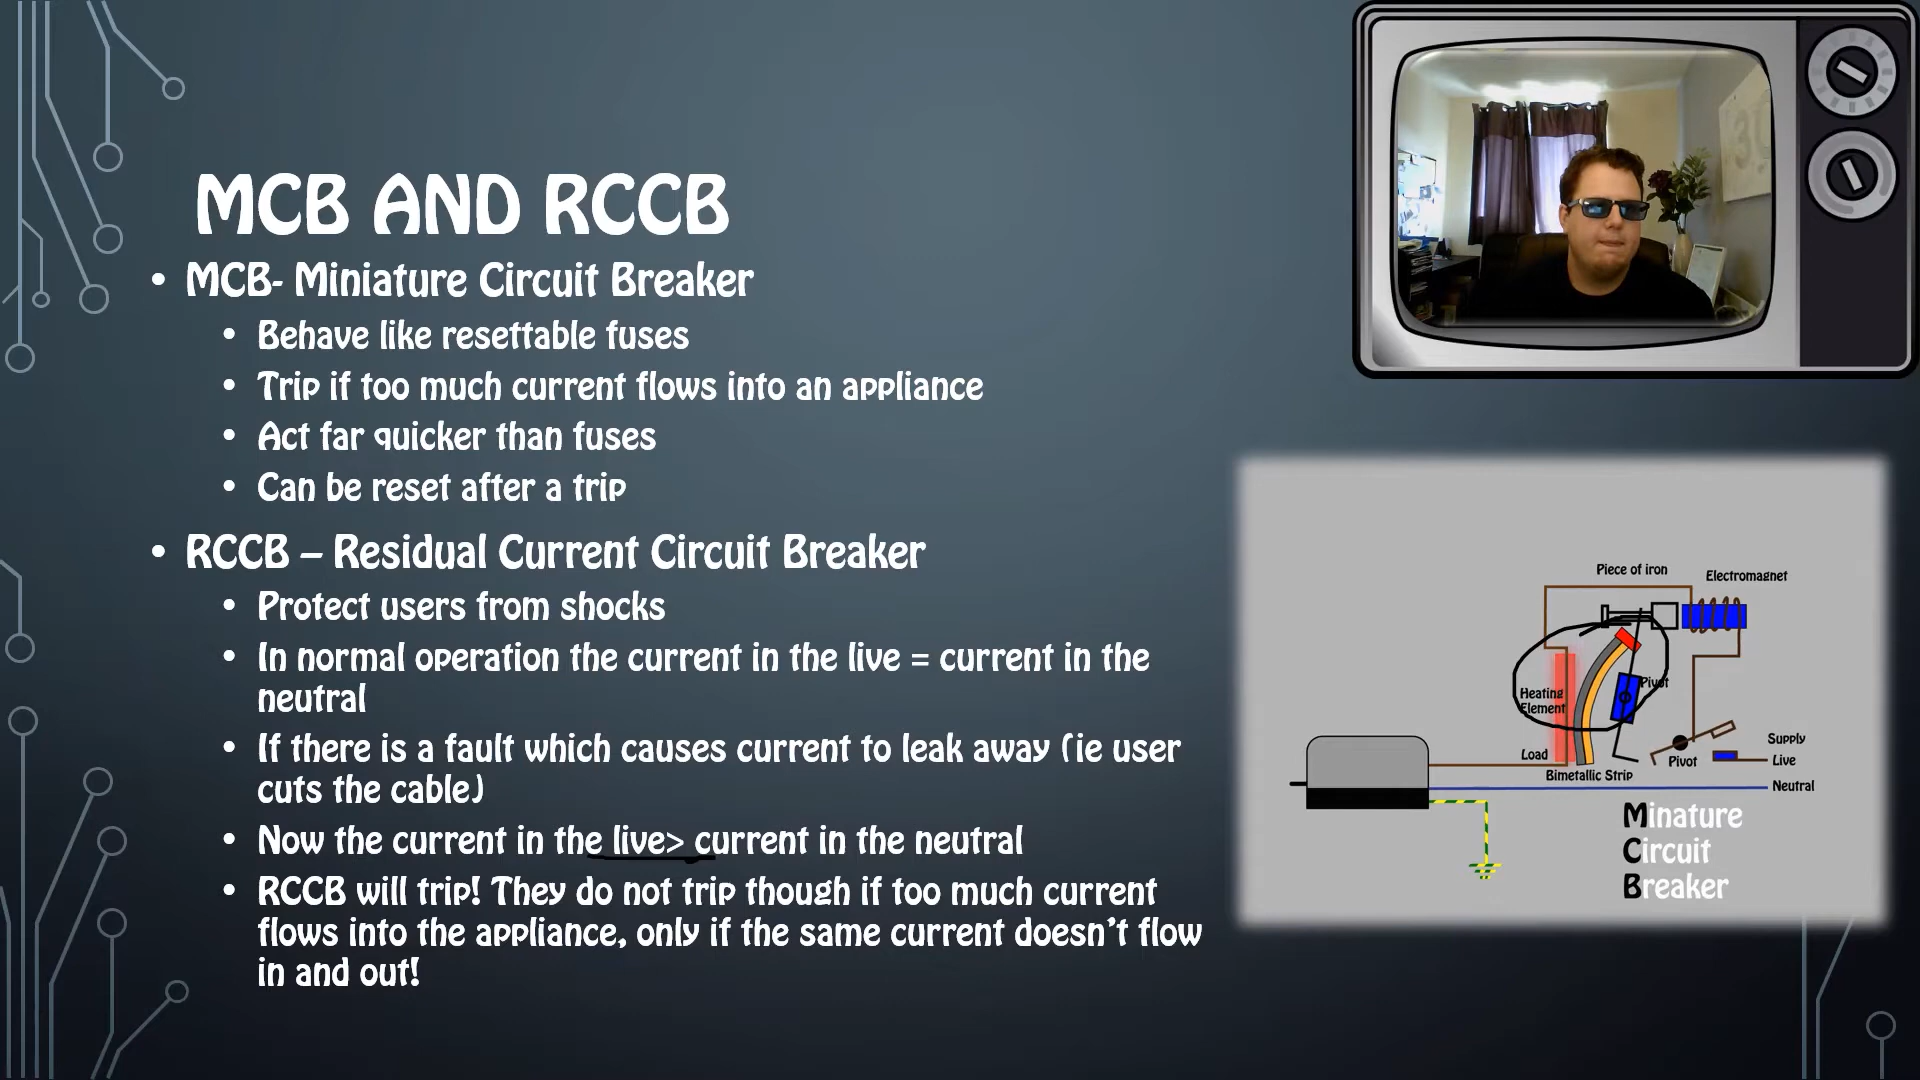 MCB AND RCCB
• MCB- Miniature Circuit Breaker
• Behave like resettable fuses
• Trip if too much current flows into an appliance
• Act far quicker than fuses
• Can be reset after a trip
• RCCB – Residual Current Circuit Breaker
• Protect users from shocks
• In normal operation the current in the live = current in the
neutral
• If there is a fault which causes current to leak away (ie user
cuts the cable)
• Now the current in the live> current in the neutral
• RCCB will trip! They do not trip though if too much current
flows into the appliance, only if the same current doesn't flow
in and out!
Piece of iron
Electromagnet
Pivot
Heating
Element
Load
Bimetallic Strip
Pivot
Supply
Live
Neutral
Minature
Circuit
Breaker